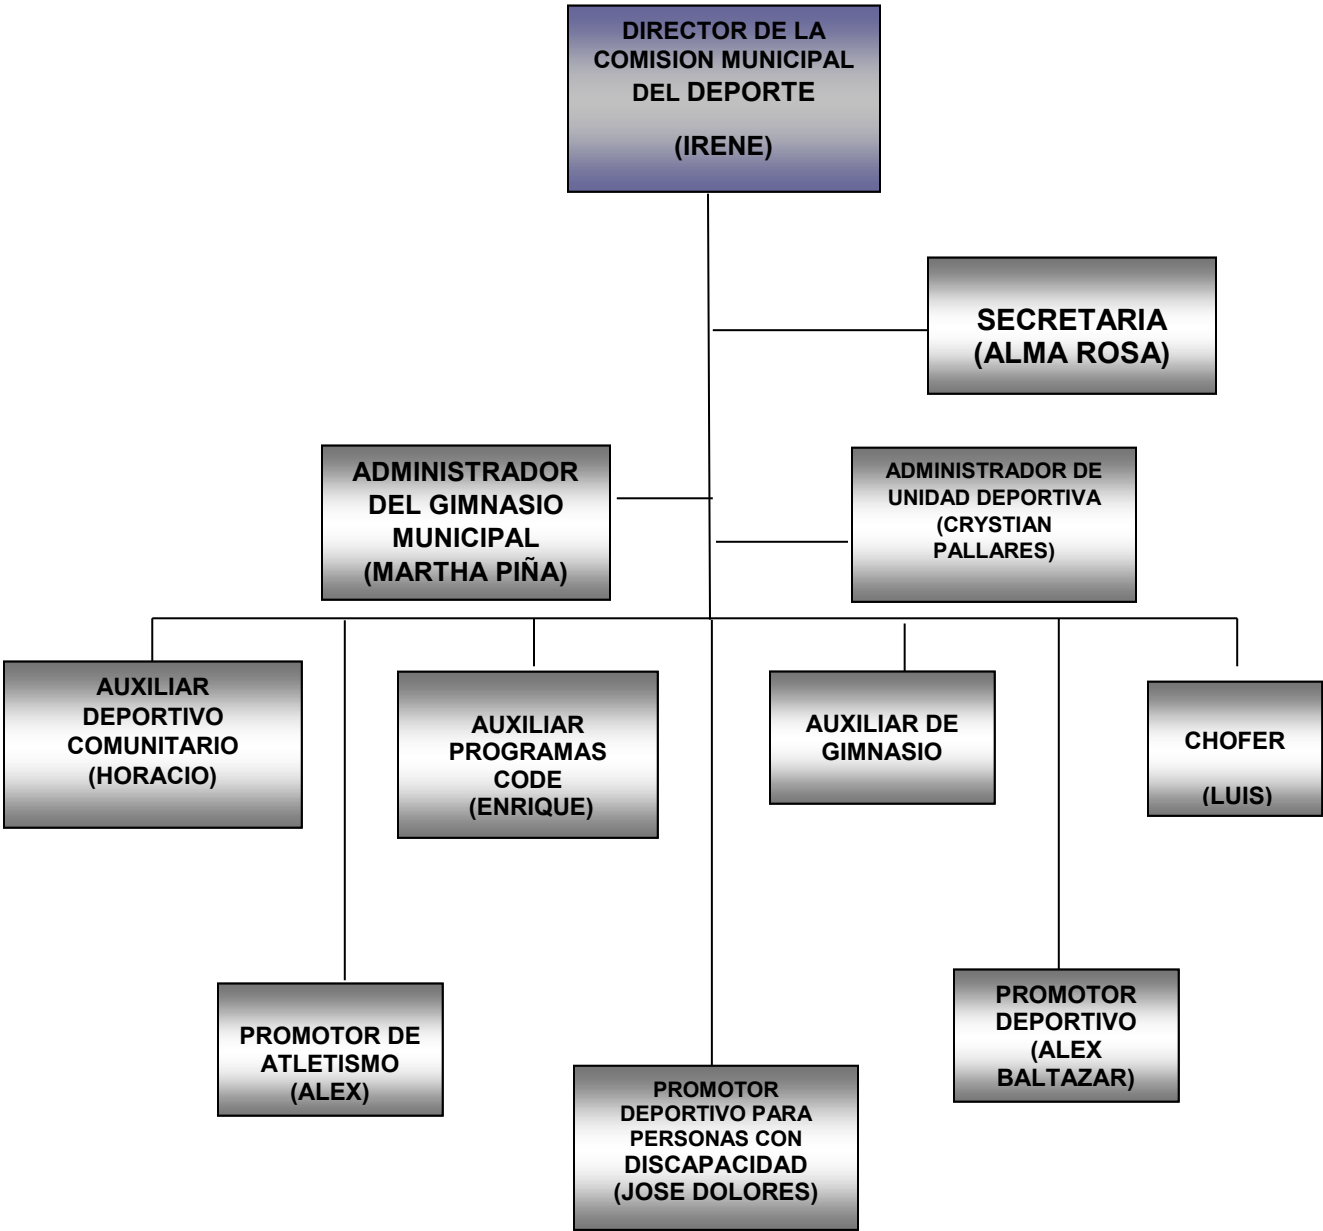 DIRECTOR DE LA
COMISION MUNICIPAL
DEL DEPORTE
(IRENE)
SECRETARIA
(ALMA ROSA)
ADMINISTRADOR
DEL GIMNASIO
MUNICIPAL
(MARTHA PIÑA)
ADMINISTRADOR DE
UNIDAD DEPORTIVA
(CRYSTIAN
PALLARES)
AUXILIAR
DEPORTIVO
COMUNITARIO
(HORACIO)
AUXILIAR
PROGRAMAS
CODE
(ENRIQUE)
AUXILIAR DE
GIMNASIO
CHOFER
(LUIS)
PROMOTOR DE
ATLETISMO
(ALEX)
PROMOTOR
DEPORTIVO PARA
PERSONAS CON
DISCAPACIDAD
(JOSE DOLORES)
PROMOTOR
DEPORTIVO
(ALEX
BALTAZAR)